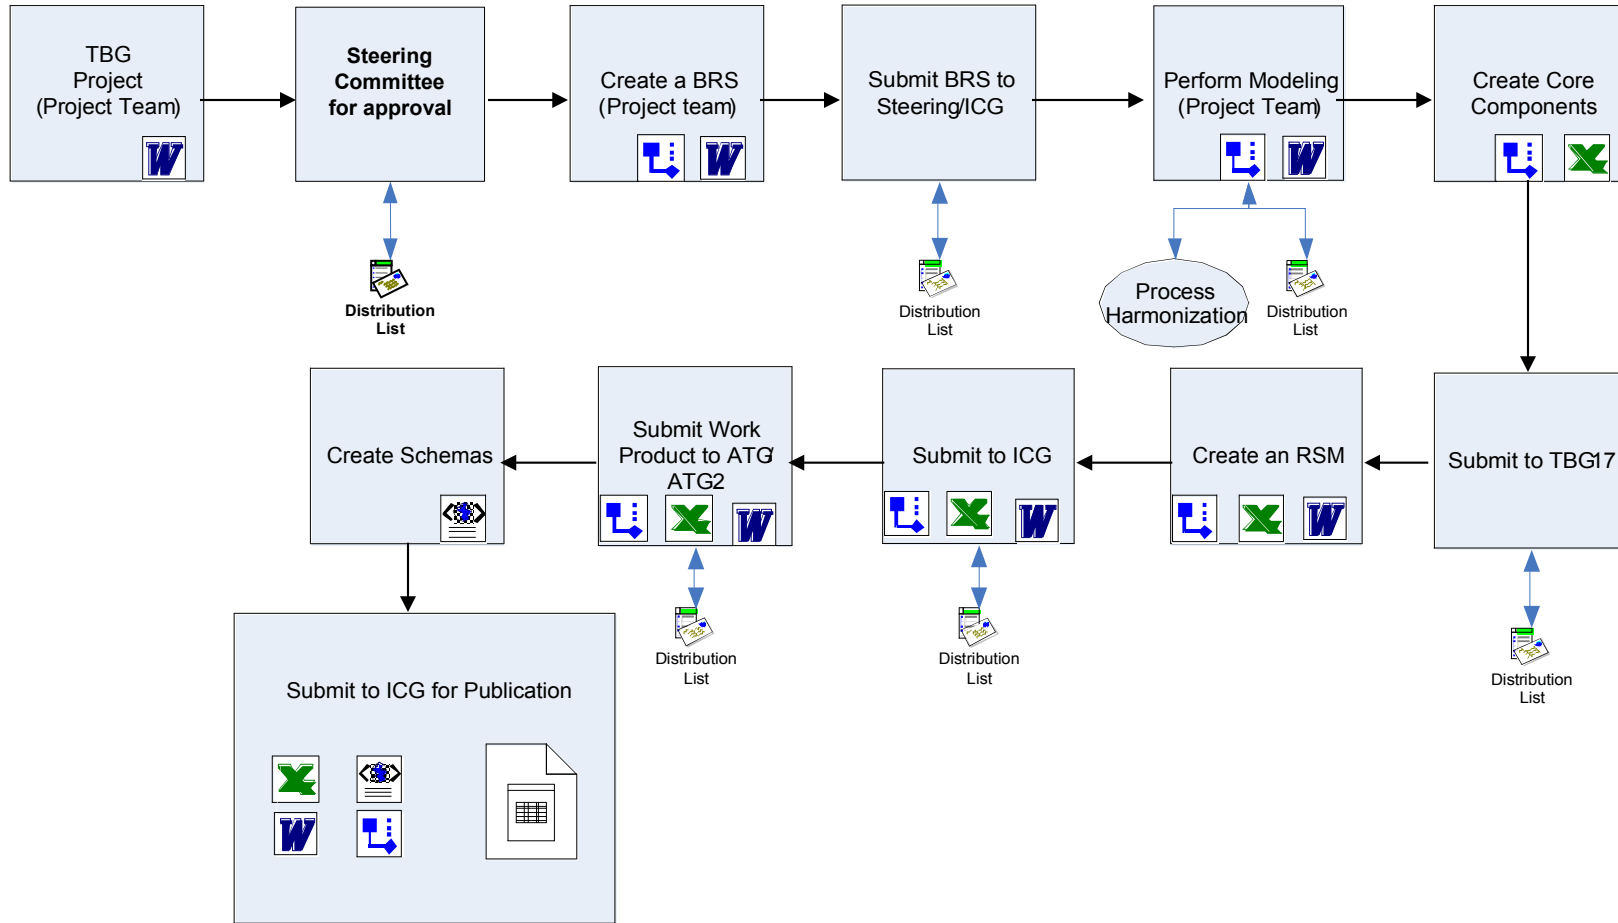 TBG
Project
(Project Team)
Steering
Committee
for approval
Create a BRS
(Project team)
Submit BRS to
Steering/ICG
Perform Modeling
(Project Team)
Create Core
Components
Distribution
List
Distribution
List
Process
Harmonization
Distribution
List
Create Schemas
Submit Work
Product to ATG/
ATG2
Submit to ICG
Create an RSM
Submit to TBG17
Distribution
List
Distribution
List
Distribution
List
Submit to ICG for Publication